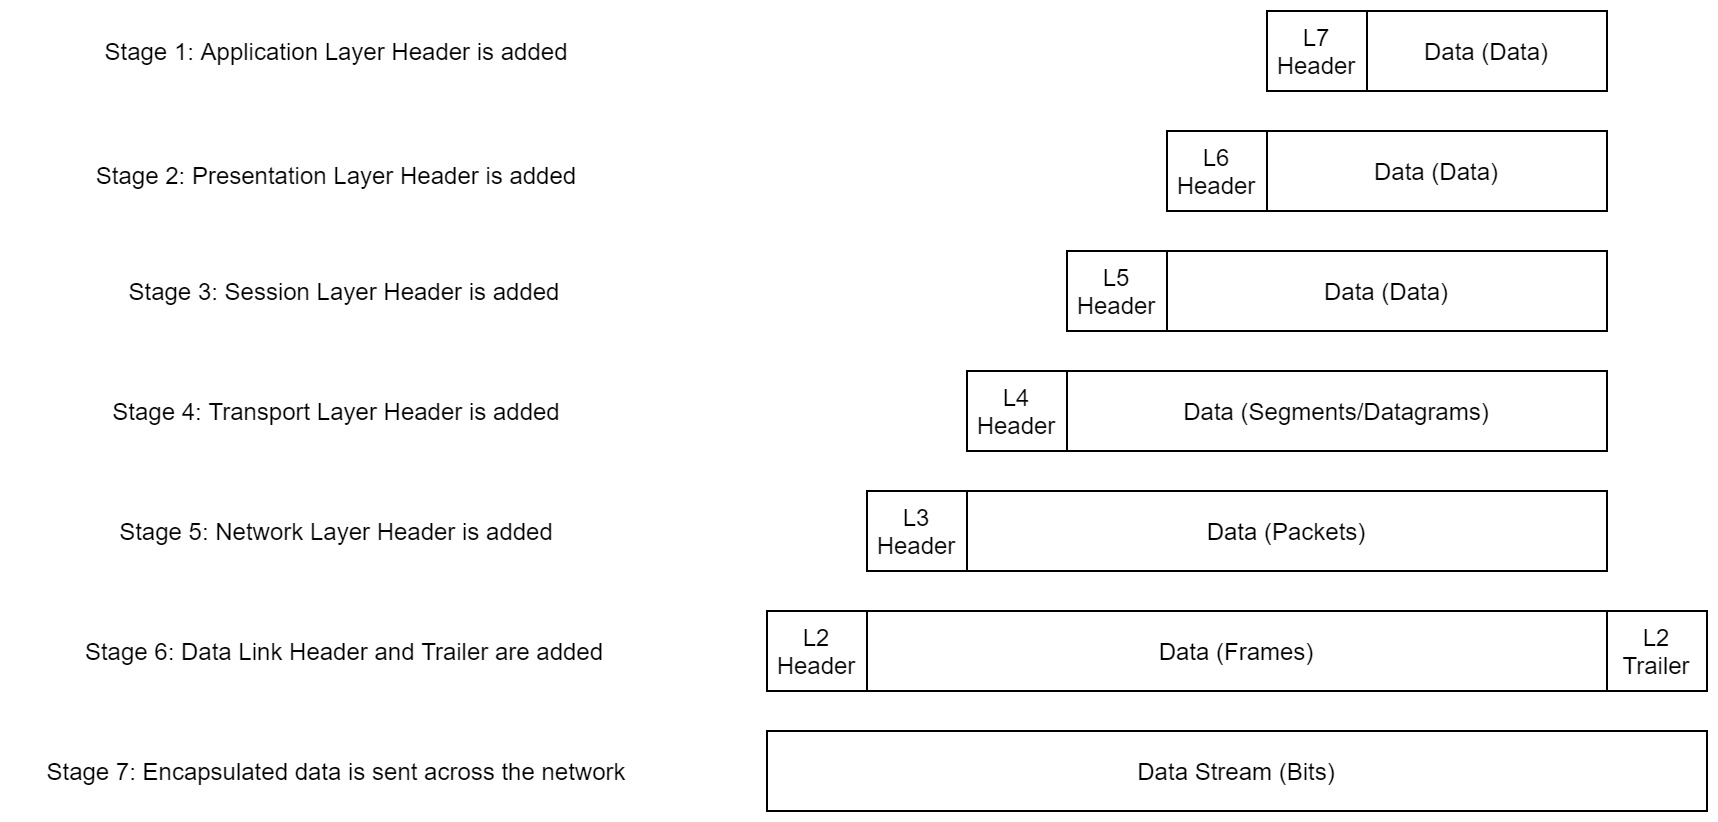 Stage 1: Application Layer Header is added
L7
Header
Data (Data)
Stage 2: Presentation Layer Header is added
L6
Header
Data (Data)
Stage 3: Session Layer Header is added
L5
Header
Data (Data)
Stage 4: Transport Layer Header is added
L4
Header
Data (Segments/Datagrams)
Stage 5: Network Layer Header is added
L3
Header
Data (Packets)
Stage 6: Data Link Header and Trailer are added
L2
Header
Data (Frames)
L2
Trailer
Stage 7: Encapsulated data is sent across the network
Data Stream (Bits)